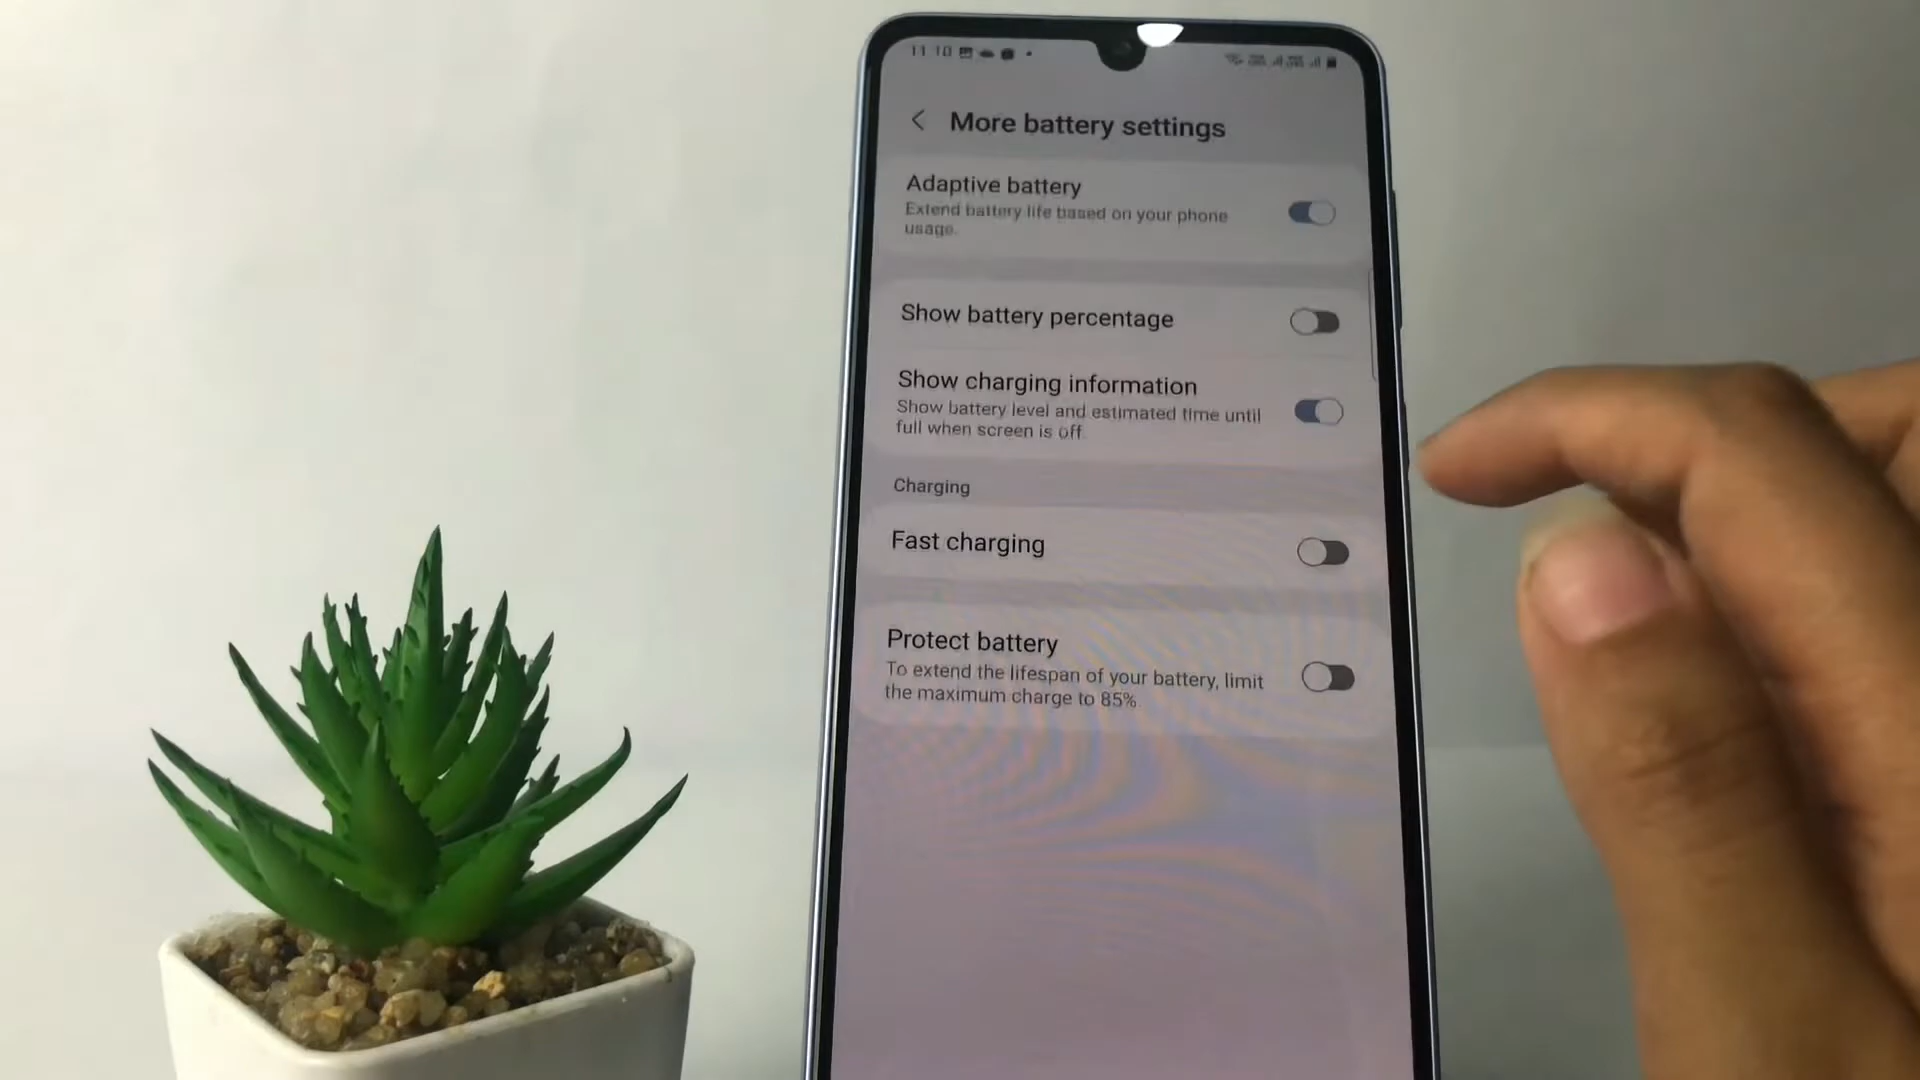 11:10
More battery settings
Adaptive battery
Extend battery life based on your phone
usage.
Show battery percentage
Show charging information
Show battery level and estimated time until
full when screen is off.
Charging
Fast charging
Protect battery
To extend the lifespan of your battery, limit
the maximum charge to 85%.